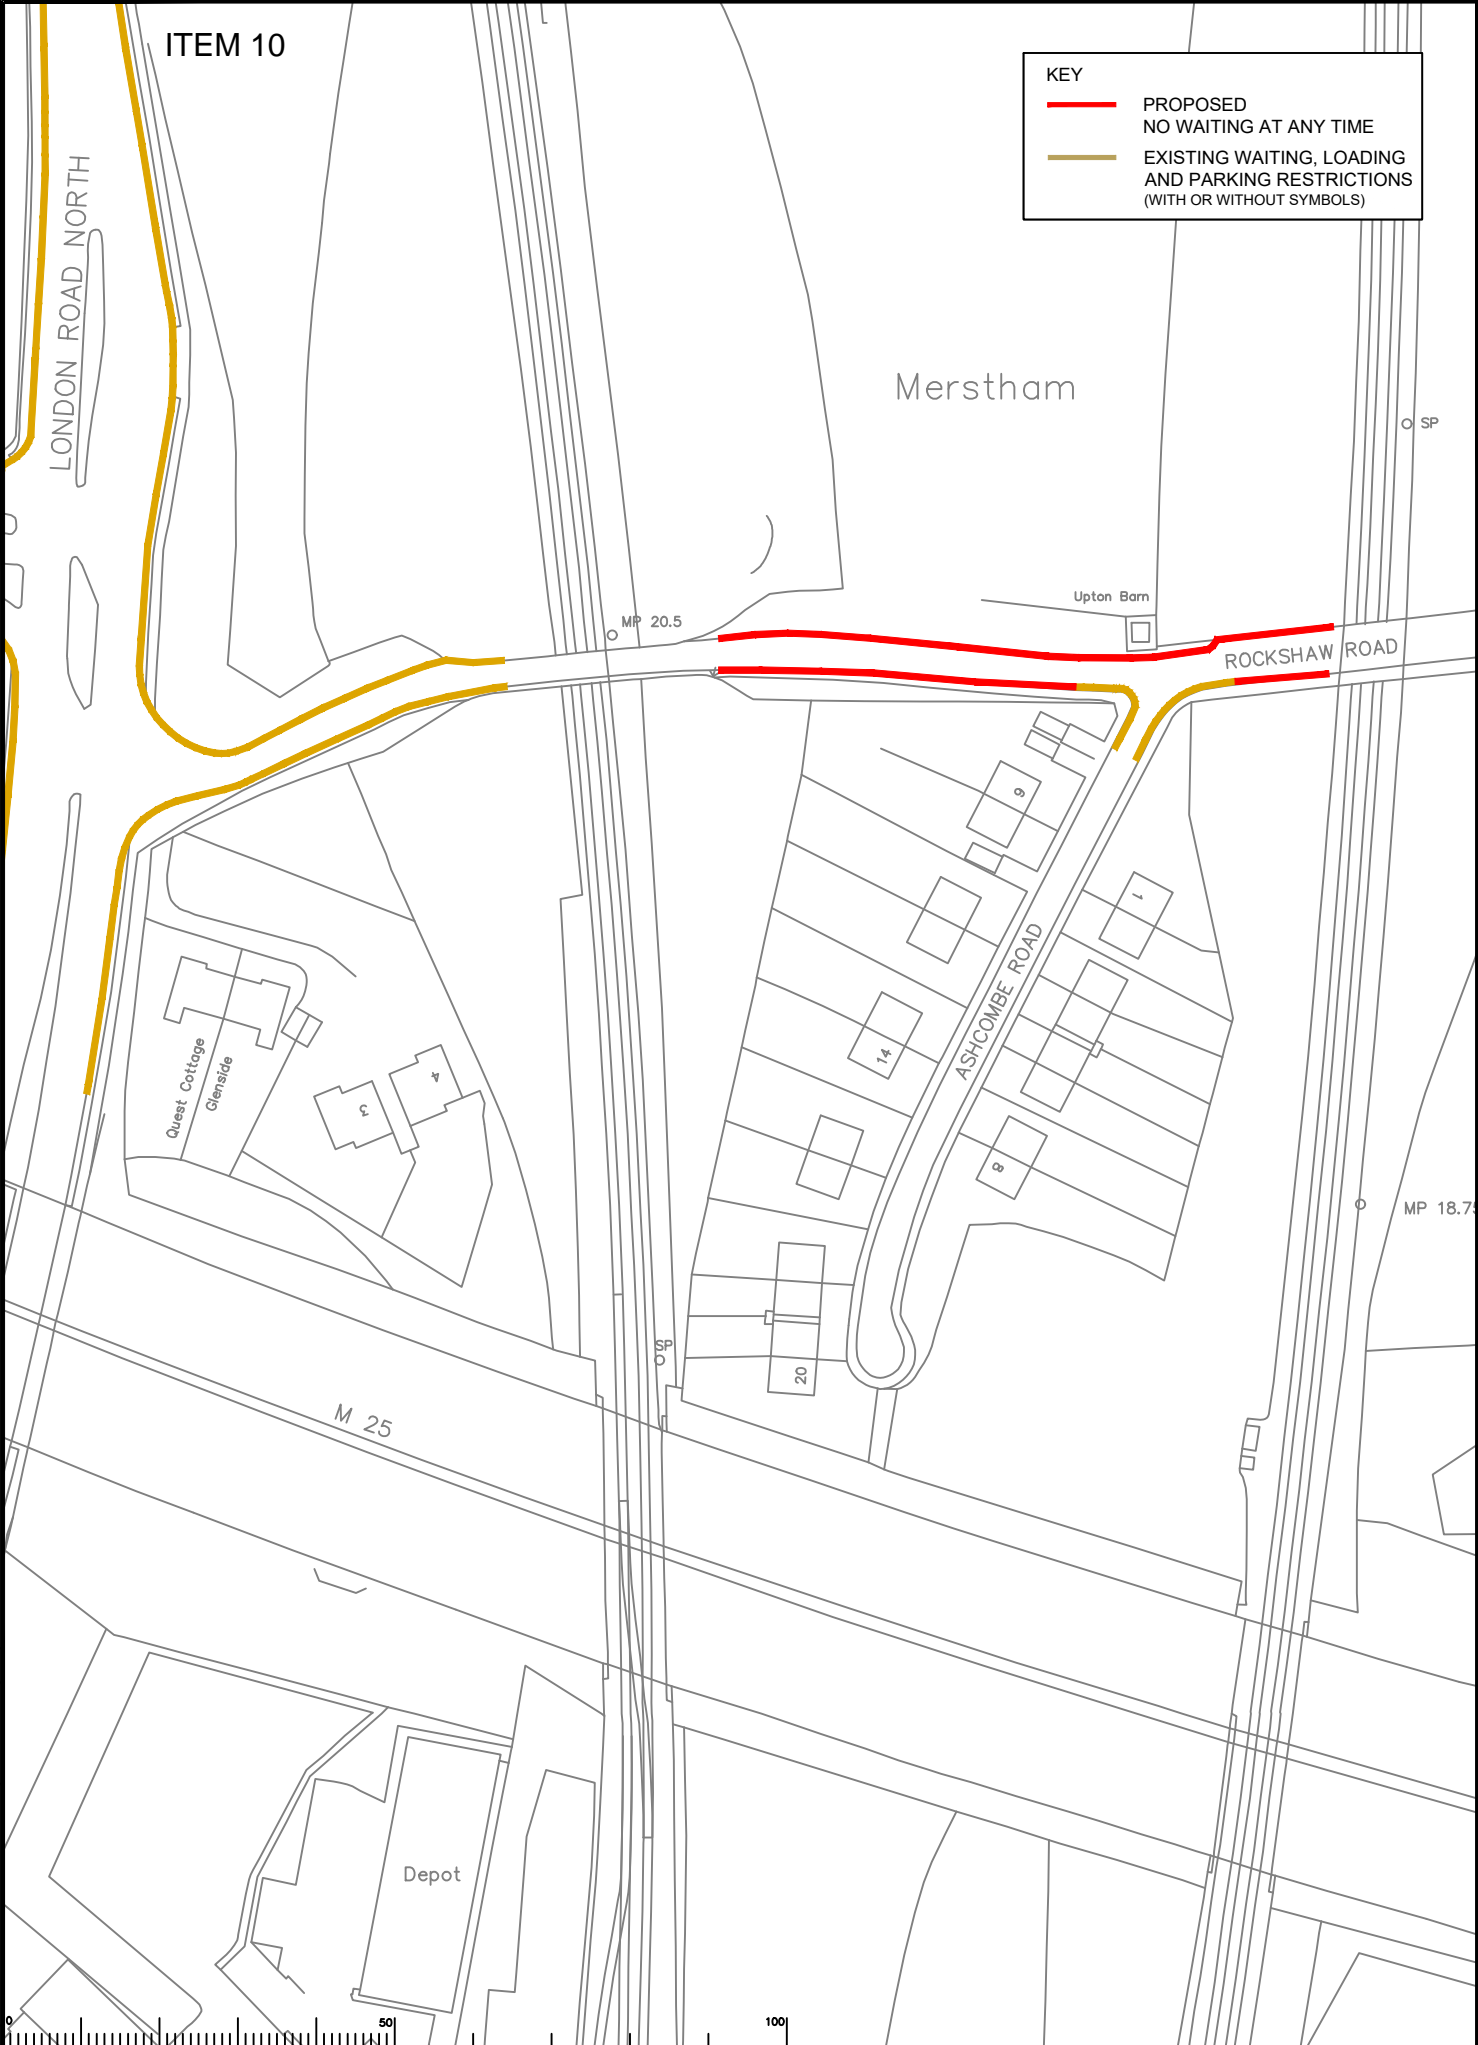 ITEM 10
KEY
PROPOSED
NO WAITING AT ANY TIME
EXISTING WAITING, LOADING
AND PARKING RESTRICTIONS
(WITH OR WITHOUT SYMBOLS)
LONDON ROAD NORTH
Merstham
SP
Upton Barn
MP 20.5
ROCKSHAW ROAD
6
1
ASHCOMBE ROAD
14
Quest Cottage
Glenside
3
4
8
MP 18.75
SP
20
M 25
Depot
0
50
100